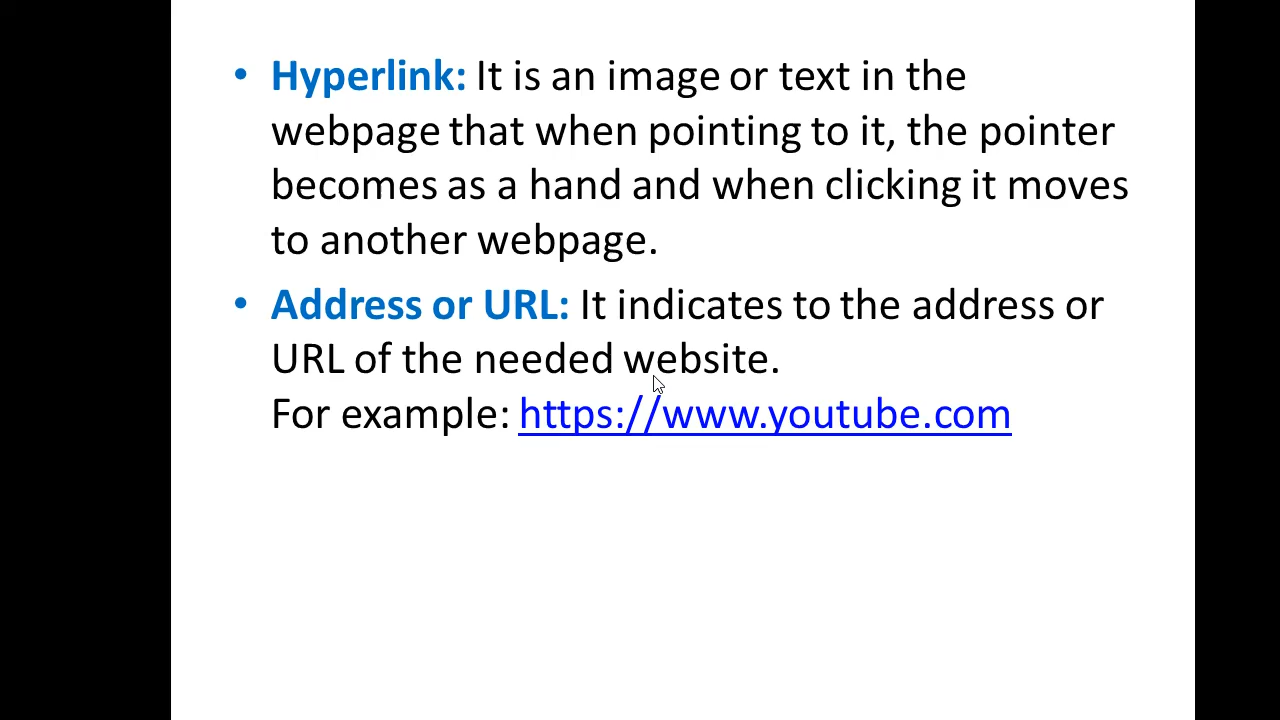 • Hyperlink: It is an image or text in the
webpage that when pointing to it, the pointer
becomes as a hand and when clicking it moves
to another webpage.
• Address or URL: It indicates to the address or
URL of the needed website.
For example: https://www.youtube.com